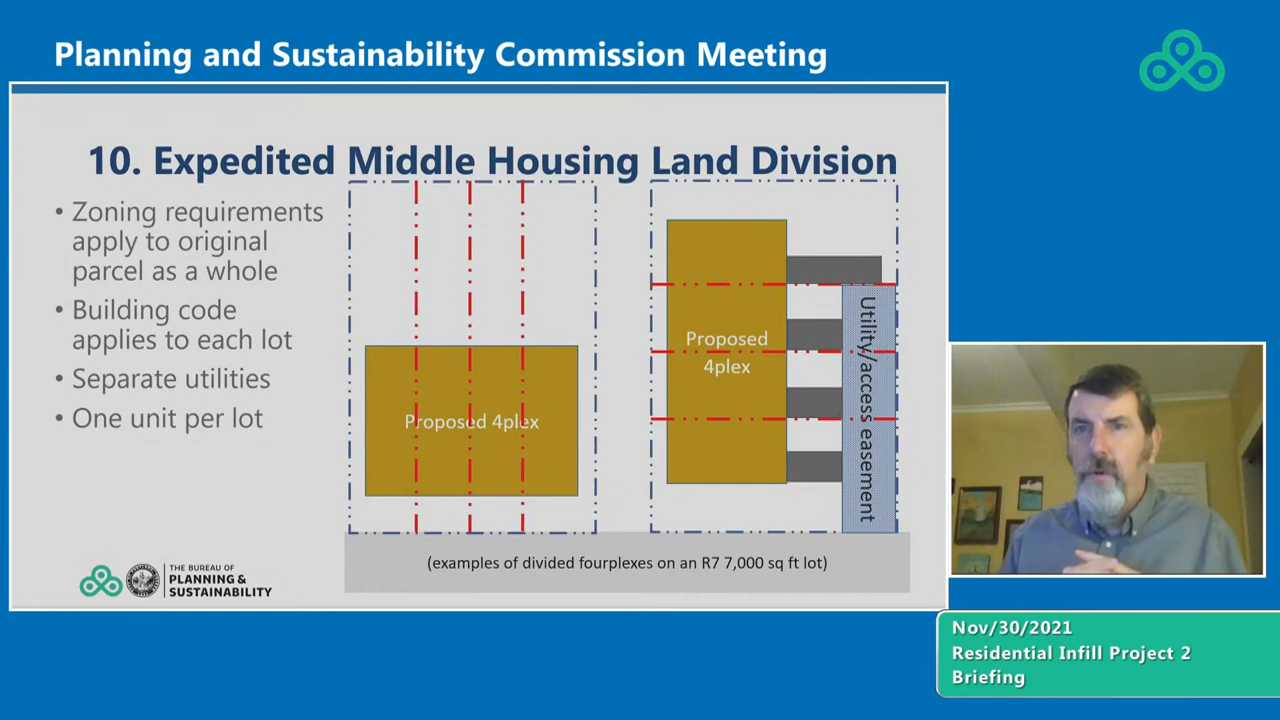 Planning and Sustainability Commission Meeting
10. Expedited Middle Housing Land Division
• Zoning requirements
apply to original
parcel as a whole
• Building code
applies to each lot
• Separate utilities
• One unit per lot
Proposed 4plex
Proposed
4plex
Utility/access easement
(examples of divided fourplexes on an R7 7,000 sq ft lot)
THE BUREAU OF
PLANNING &
SUSTAINABILITY
Nov/30/2021
Residential Infill Project 2
Briefing